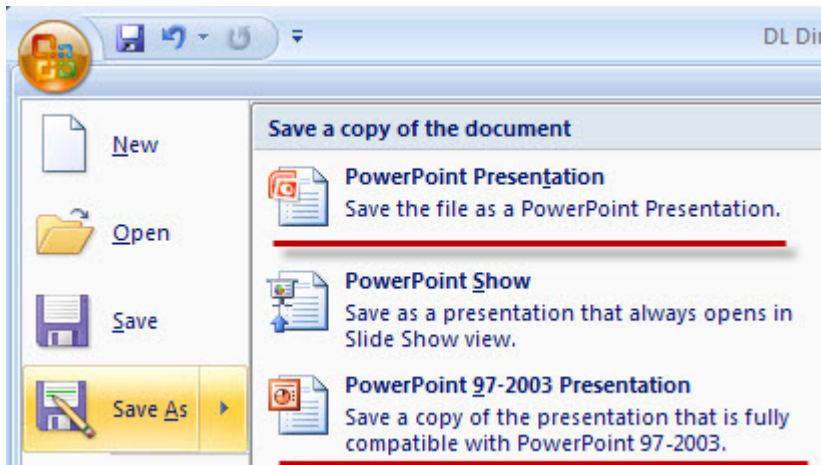 DL Di
New
Open
Save
Save As
Save a copy of the document
PowerPoint Presentation
Save the file as a PowerPoint Presentation.
PowerPoint Show
Save as a presentation that always opens in
Slide Show view.
PowerPoint 97-2003 Presentation
Save a copy of the presentation that is fully
compatible with PowerPoint 97-2003.